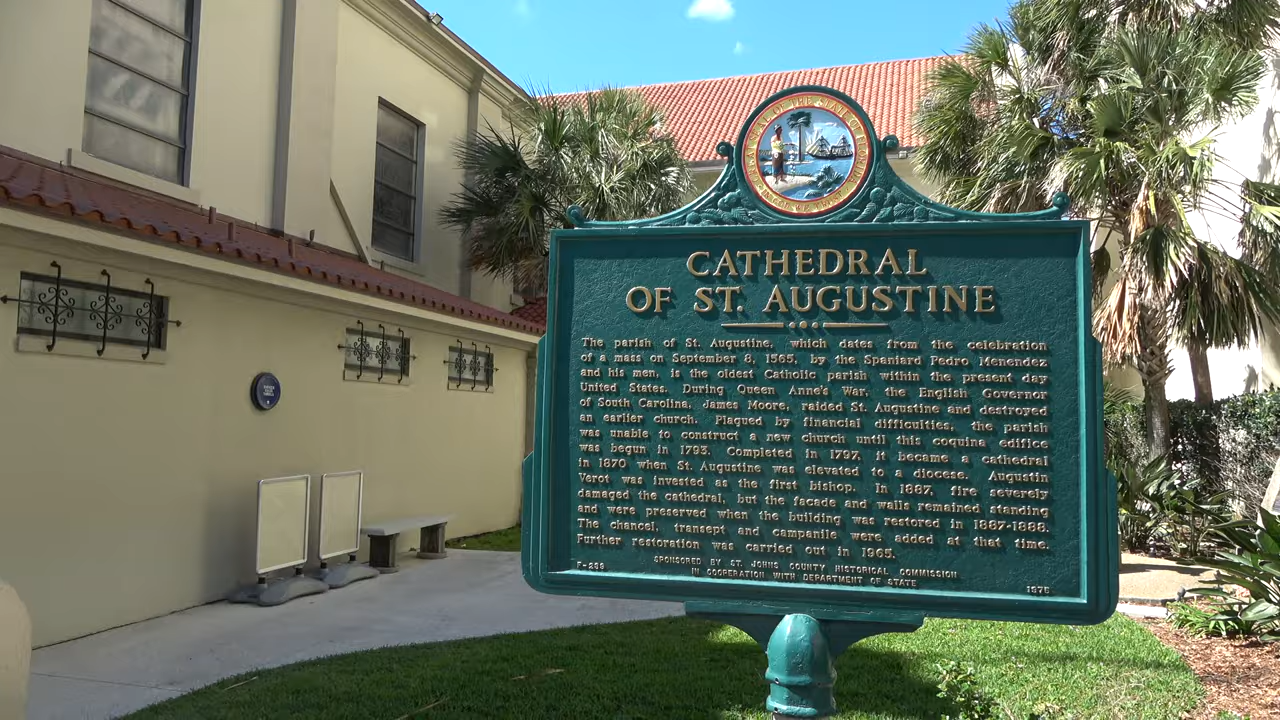 CATHEDRAL
OF ST. AUGUSTINE
The parish of St. Augustine, which dates from the celebration
of a mass on September 8, 1565, by the Spaniard Pedro Menendez
and his men, is the oldest Catholic parish within the present day
United States. During Queen Anne's War, the English Governor
of South Carolina, James Moore, raided St. Augustine and destroyed
an earlier church. Plagued by financial difficulties, the parish
was unable to construct a new church until this coquina edifice
was begun in 1793. Completed in 1797, it became a cathedral
in 1870 when St. Augustine was elevated to a diocese. Augustin
Verot was invested as the first bishop. In 1887, fire severely
damaged the cathedral, but the facade and walls remained standing
and were preserved when the building was restored in 1887-1888.
The chancel, transept and campanile were added at that time.
Further restoration was carried out in 1965.
SPONSORED BY ST. JOHNS COUNTY HISTORICAL COMMISSION
F-239 IN COOPERATION WITH DEPARTMENT OF STATE 1975